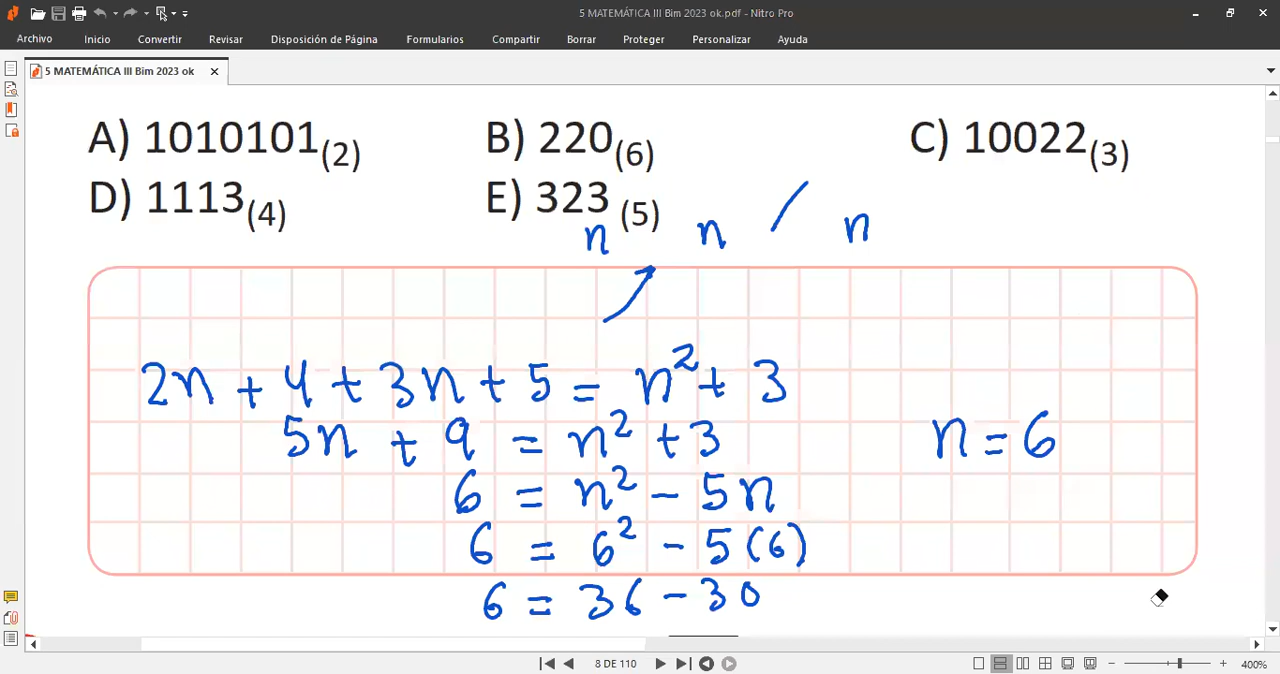 5 MATEMÁTICA III Bim 2023 ok.pdf - Nitro Pro
Archivo Inicio Convertir Revisar Disposición de Página Formularios Compartir Borrar Proteger Personalizar Ayuda
5 MATEMÁTICA III Bim 2023 ok
A) 1010101(2) B) 220(6) C) 10022(3)
D) 1113(4) E) 323 (5)
n n n
2n + 4 + 3n + 5 = n² + 3
5n + 9 = n² + 3 n = 6
6 = n² - 5n
6 = 6² - 5(6)
6 = 36 - 30
8 DE 110 400%